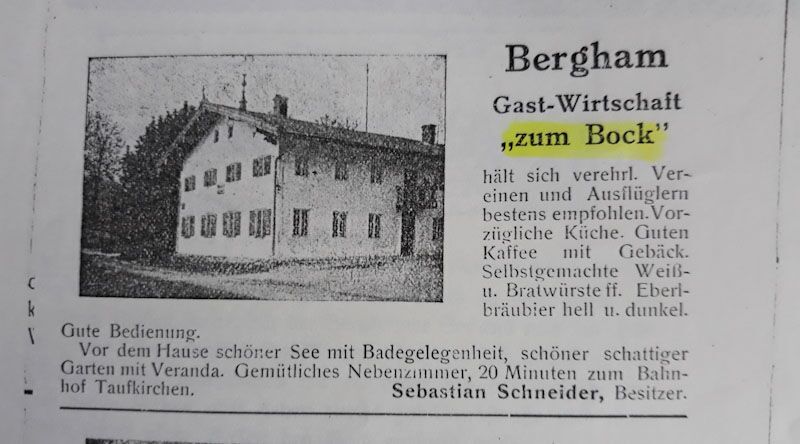 Bergham
Gast-Wirtschaft
„zum Bock”
hält sich verehrl. Ver-
einen und Ausflüglern
bestens empfohlen. Vor-
zügliche Küche. Guten
Kaffee mit Gebäck.
Selbstgemachte Weiß-
u. Bratwürste ff. Eberl-
bräubier hell u. dunkel.
Gute Bedienung.
Vor dem Hause schöner See mit Badegelegenheit, schöner schattiger
Garten mit Veranda. Gemütliches Nebenzimmer, 20 Minuten zum Bahn-
hof Taufkirchen. Sebastian Schneider, Besitzer.